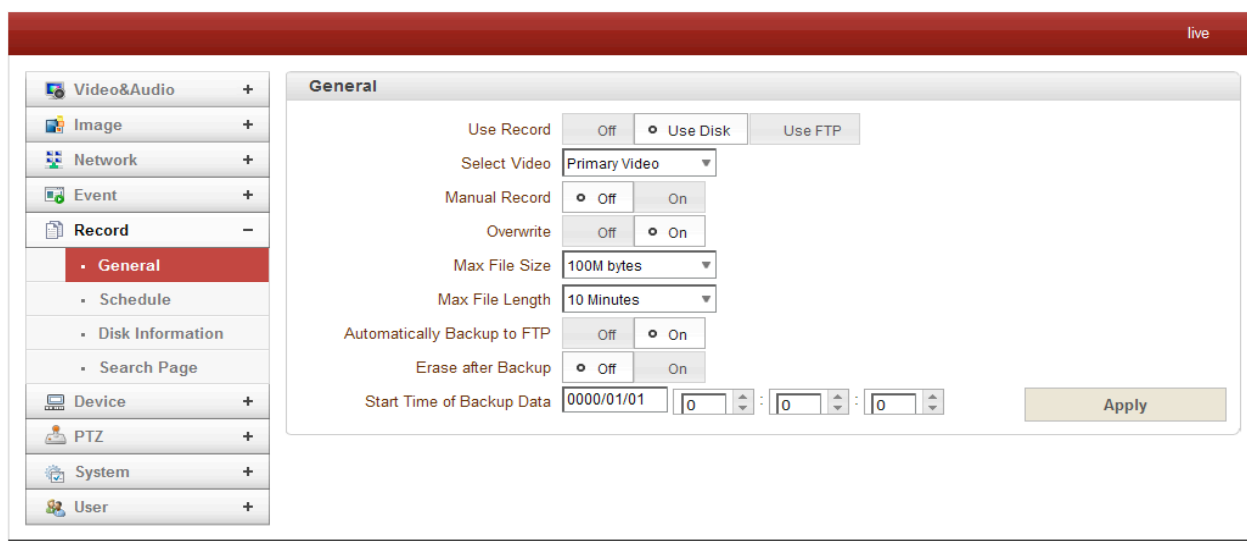 live
Video&Audio +
Image +
Network +
Event +
Record −
General
Schedule
Disk Information
Search Page
Device +
PTZ +
System +
User +
General
Use Record Off Use Disk Use FTP
Select Video Primary Video
Manual Record Off On
Overwrite Off On
Max File Size 100M bytes
Max File Length 10 Minutes
Automatically Backup to FTP Off On
Erase after Backup Off On
Start Time of Backup Data 0000/01/01 0 : 0 : 0 Apply